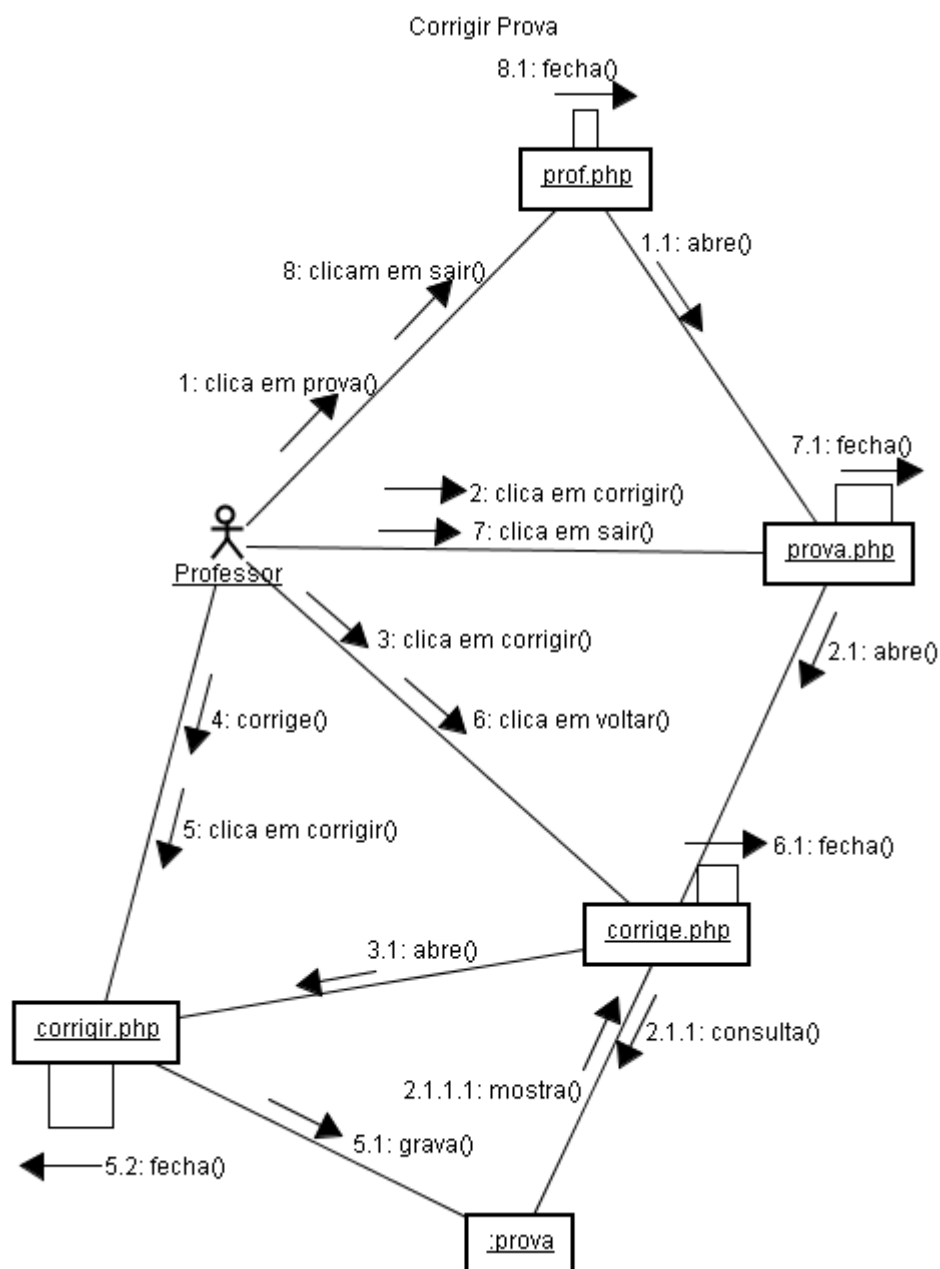 Corrigir Prova
8.1: fecha()
prof.php
1.1: abre()
8: clicam em sair()
1: clica em prova()
7.1: fecha()
2: clica em corrigir()
7: clica em sair()
prova.php
Professor
3: clica em corrigir()
2.1: abre()
4: corrige()
6: clica em voltar()
5: clica em corrigir()
6.1: fecha()
corrige.php
3.1: abre()
corrigir.php
2.1.1: consulta()
2.1.1.1: mostra()
5.1: grava()
5.2: fecha()
:prova